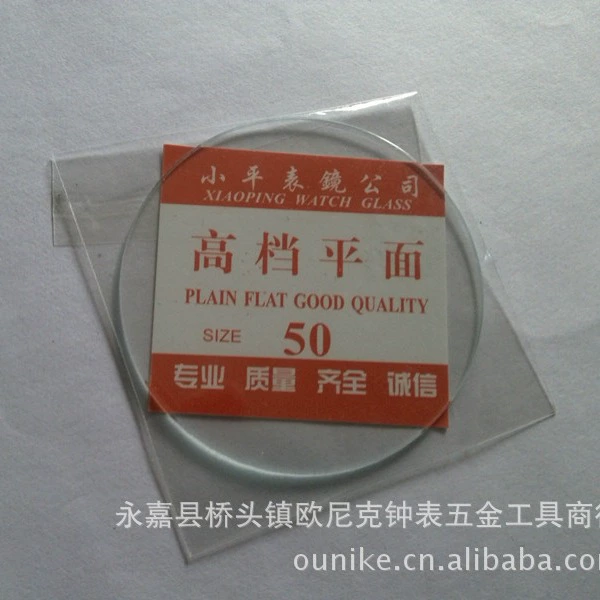 小平表鏡公司
XIAOPING WATCH GLASS
高档平面
PLAIN FLAT GOOD QUALITY
SIZE 50
专业 质量 齐全 诚信
永嘉县桥头镇欧尼克钟表五金工具商行
ounike.cn.alibaba.com